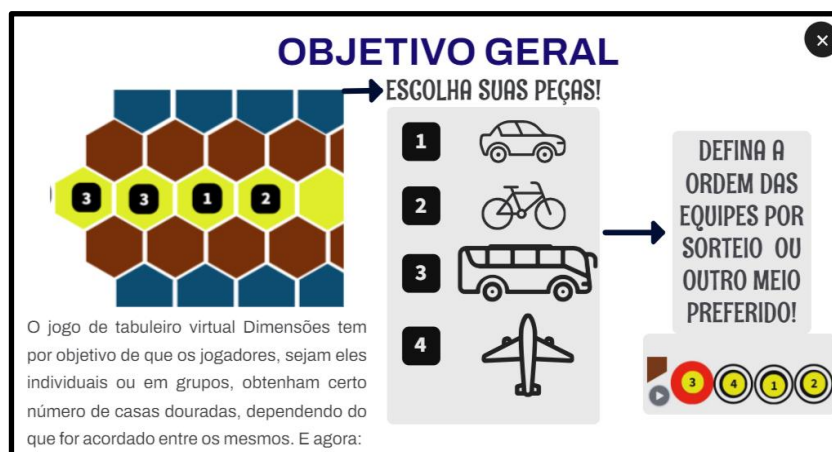 OBJETIVO GERAL
×
3
3
1
2
O jogo de tabuleiro virtual Dimensões tem
por objetivo de que os jogadores, sejam eles
individuais ou em grupos, obtenham certo
número de casas douradas, dependendo do
que for acordado entre os mesmos. E agora:
ESCOLHA SUAS PEÇAS!
1
2
3
4
DEFINA A
ORDEM DAS
EQUIPES POR
SORTEIO OU
OUTRO MEIO
PREFERIDO!
3 4 1 2